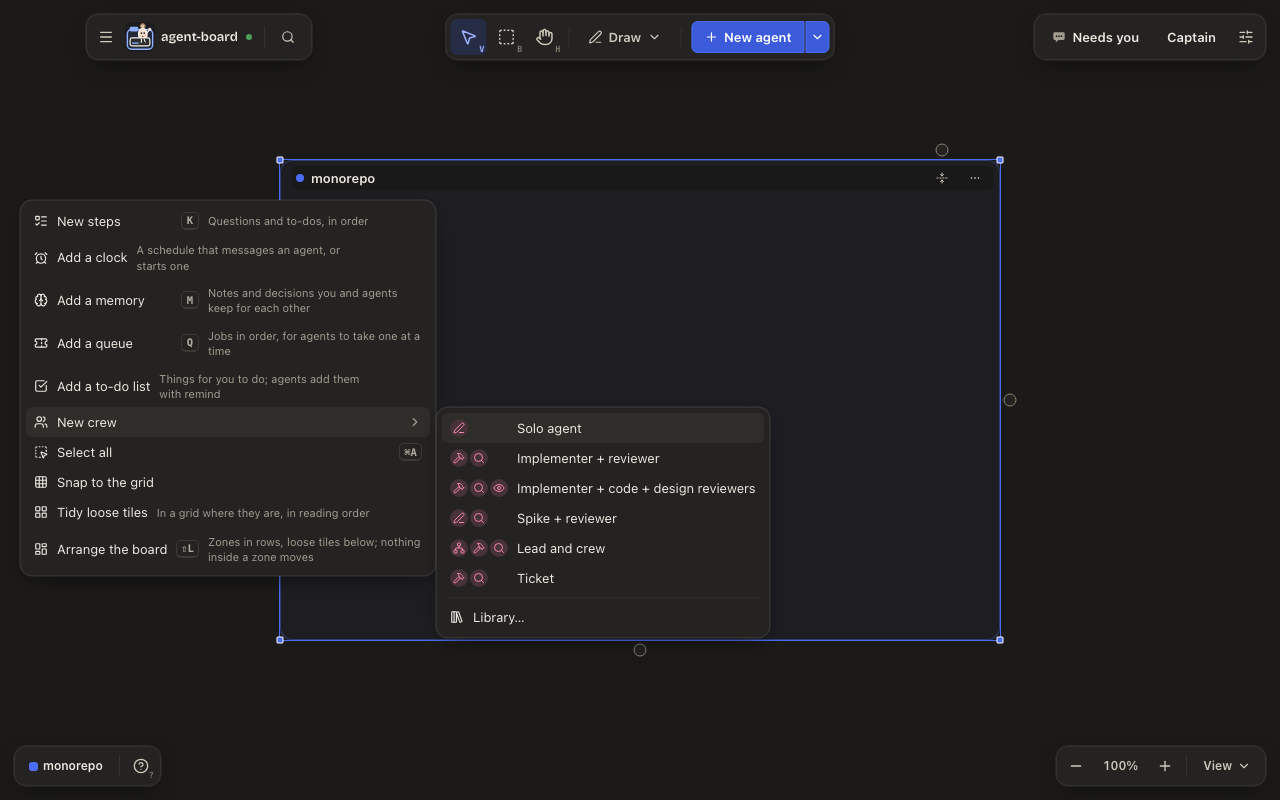 agent-board
V
B
H
Draw
New agent
Needs you
Captain
monorepo
New steps K Questions and to-dos, in order
Add a clock A schedule that messages an agent, or
starts one
Add a memory M Notes and decisions you and agents
keep for each other
Add a queue Q Jobs in order, for agents to take one at a
time
Add a to-do list Things for you to do; agents add them
with remind
New crew
Select all ⌘A
Snap to the grid
Tidy loose tiles In a grid where they are, in reading order
Arrange the board ⇧L Zones in rows, loose tiles below; nothing
inside a zone moves
Solo agent
Implementer + reviewer
Implementer + code + design reviewers
Spike + reviewer
Lead and crew
Ticket
Library...
monorepo
?
100%
View